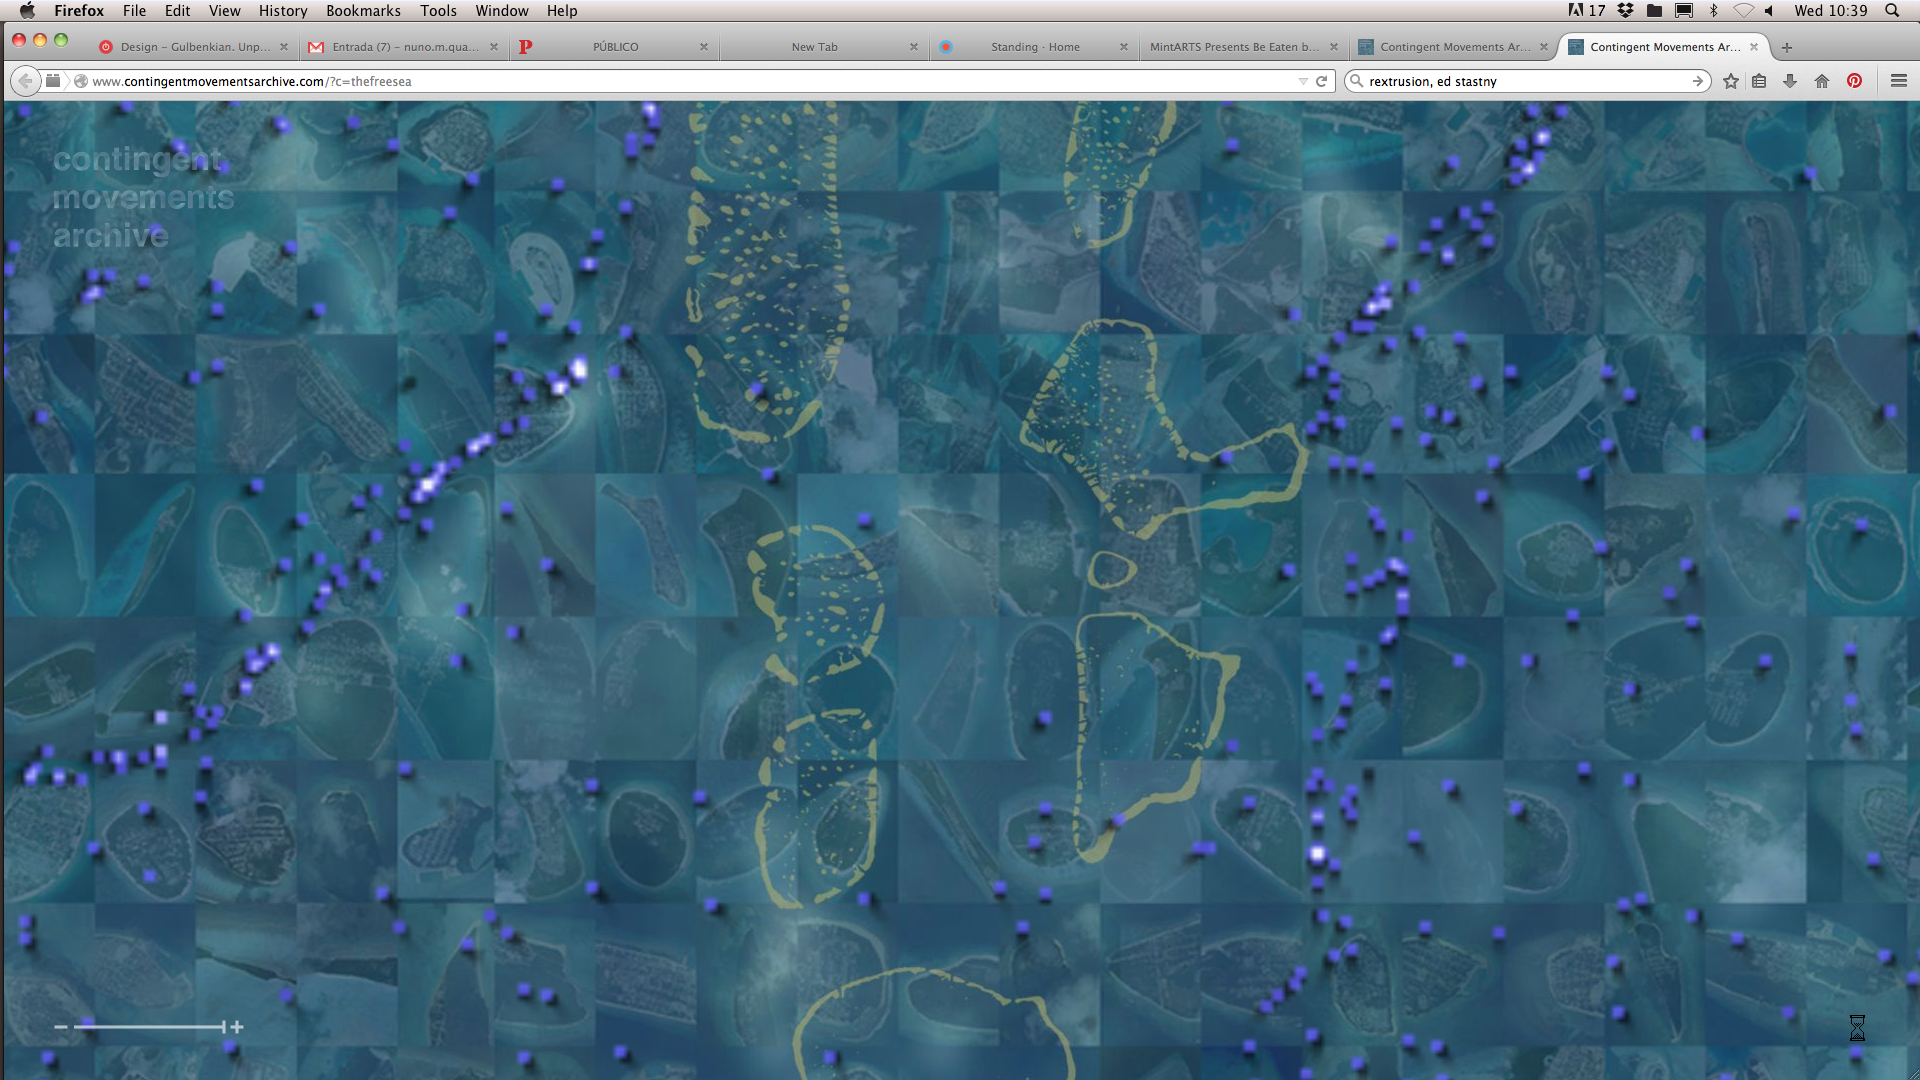 Firefox File Edit View History Bookmarks Tools Window Help 17 Wed 10:39
Design – Gulbenkian. Unp... Entrada (7) – nuno.m.qua... PÚBLICO New Tab Standing · Home MintARTS Presents Be Eaten b... Contingent Movements Ar... Contingent Movements Ar...
www.contingentmovementsarchive.com/?c=thefreesea rextrusion, ed stastny
contingent
movements
archive